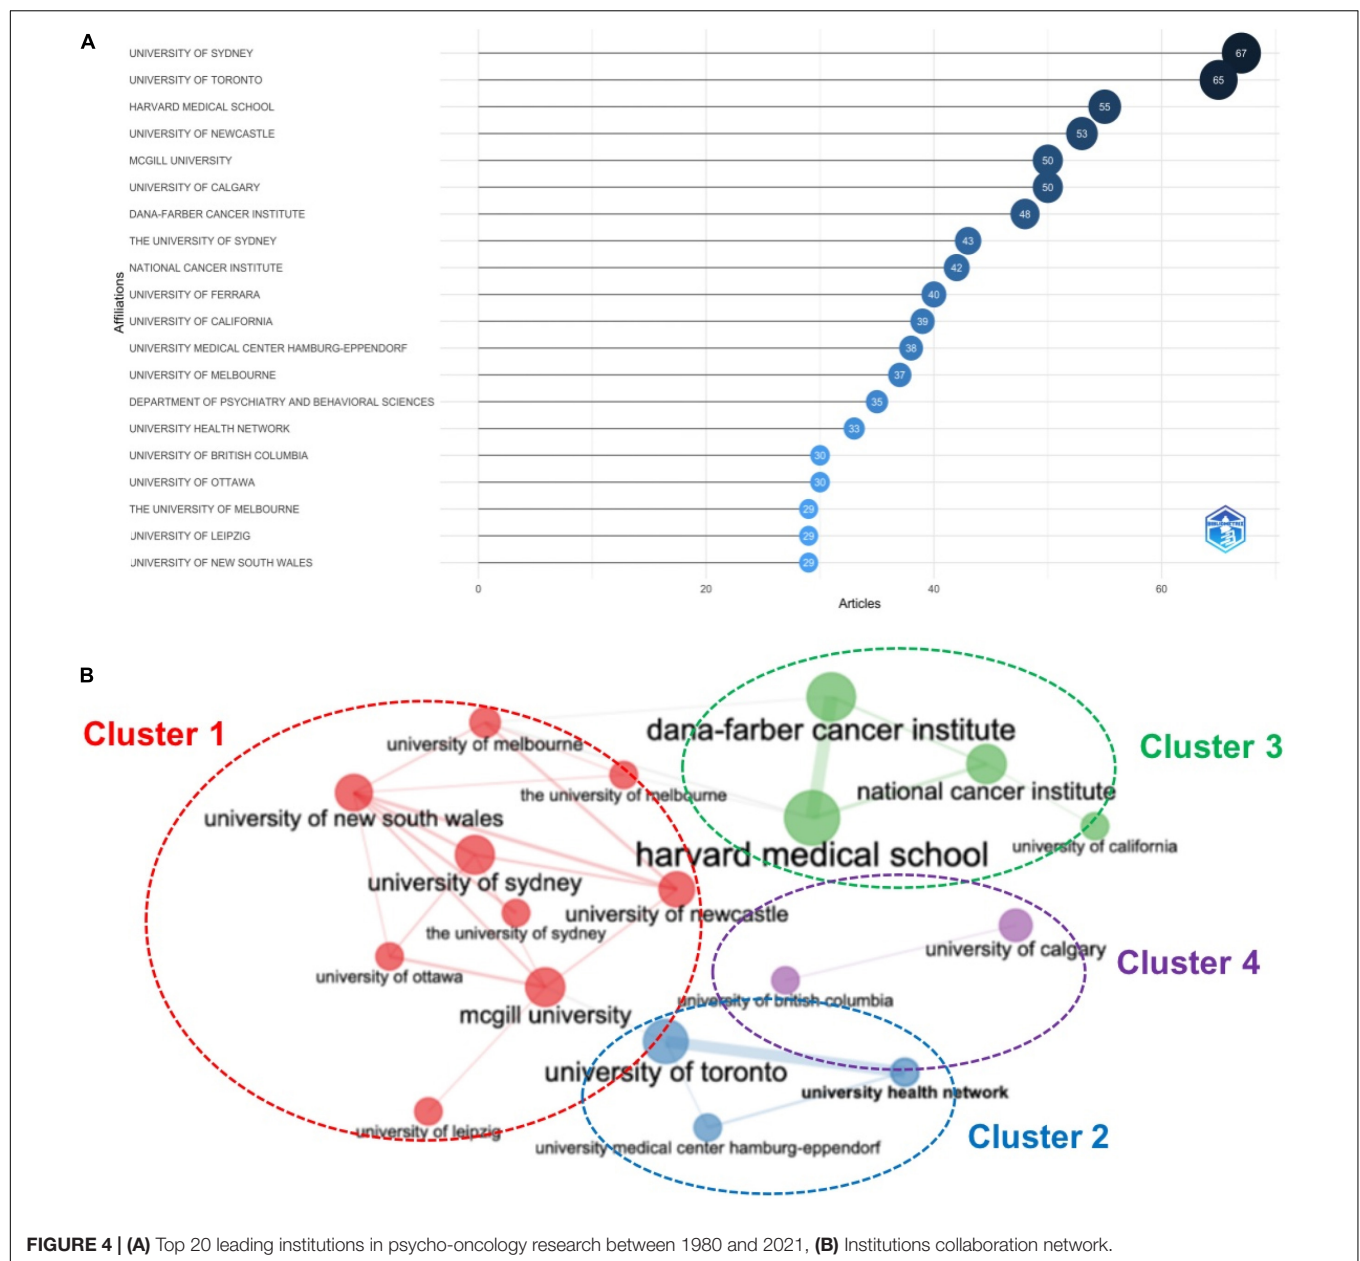 A
UNIVERSITY OF SYDNEY 67
UNIVERSITY OF TORONTO 65
HARVARD MEDICAL SCHOOL 55
UNIVERSITY OF NEWCASTLE 53
MCGILL UNIVERSITY 50
UNIVERSITY OF CALGARY 50
DANA-FARBER CANCER INSTITUTE 48
THE UNIVERSITY OF SYDNEY 43
NATIONAL CANCER INSTITUTE 42
UNIVERSITY OF FERRARA 40
UNIVERSITY OF CALIFORNIA 39
UNIVERSITY MEDICAL CENTER HAMBURG-EPPENDORF 38
UNIVERSITY OF MELBOURNE 37
DEPARTMENT OF PSYCHIATRY AND BEHAVIORAL SCIENCES 35
UNIVERSITY HEALTH NETWORK 33
UNIVERSITY OF BRITISH COLUMBIA 30
UNIVERSITY OF OTTAWA 30
THE UNIVERSITY OF MELBOURNE 29
UNIVERSITY OF LEIPZIG 29
UNIVERSITY OF NEW SOUTH WALES 29
Affiliations
BIBLIOMETRIX
0 20 40 60
Articles
B
Cluster 1
university of melbourne
the university of melbourne
university of new south wales
university of sydney
university of newcastle
the university of sydney
university of ottawa
mcgill university
university of leipzig
dana-farber cancer institute
Cluster 3
national cancer institute
university of california
harvard medical school
university of calgary
Cluster 4
university of british columbia
university of toronto
university health network
Cluster 2
university medical center hamburg-eppendorf
FIGURE 4 | (A) Top 20 leading institutions in psycho-oncology research between 1980 and 2021, (B) Institutions collaboration network.